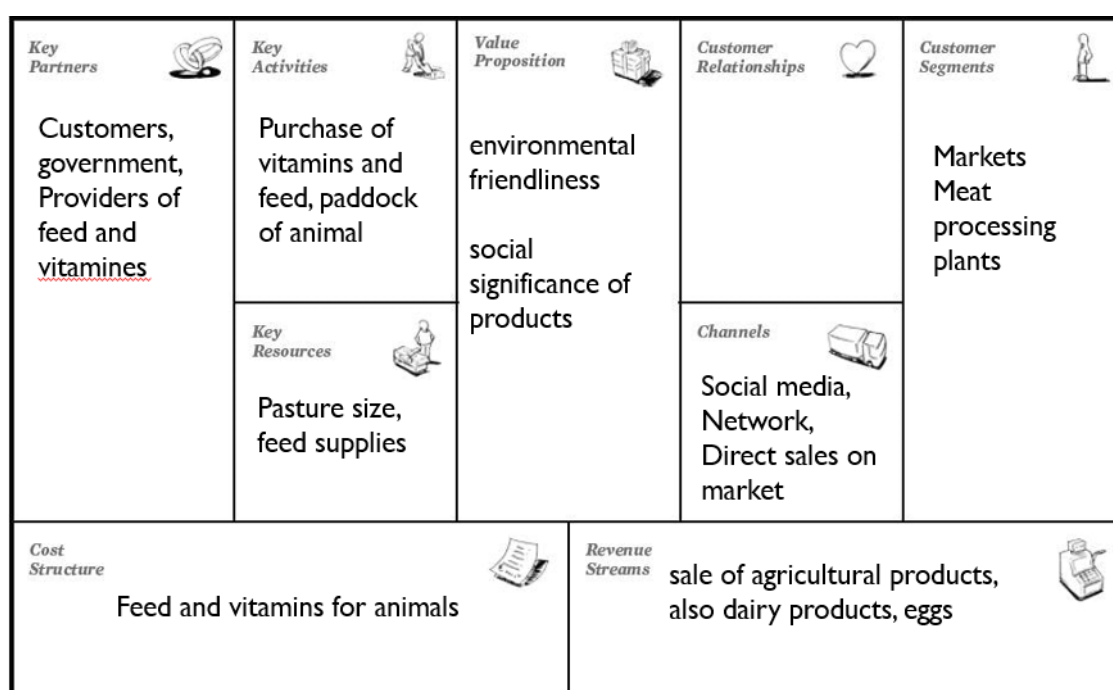 Key
Partners
Customers,
government,
Providers of
feed and
vitamines
Key
Activities
Purchase of
vitamins and
feed, paddock
of animal
Key
Resources
Pasture size,
feed supplies
Value
Proposition
environmental
friendliness
social
significance of
products
Customer
Relationships
Channels
Social media,
Network,
Direct sales on
market
Customer
Segments
Markets
Meat
processing
plants
Cost
Structure
Feed and vitamins for animals
Revenue
Streams
sale of agricultural products,
also dairy products, eggs